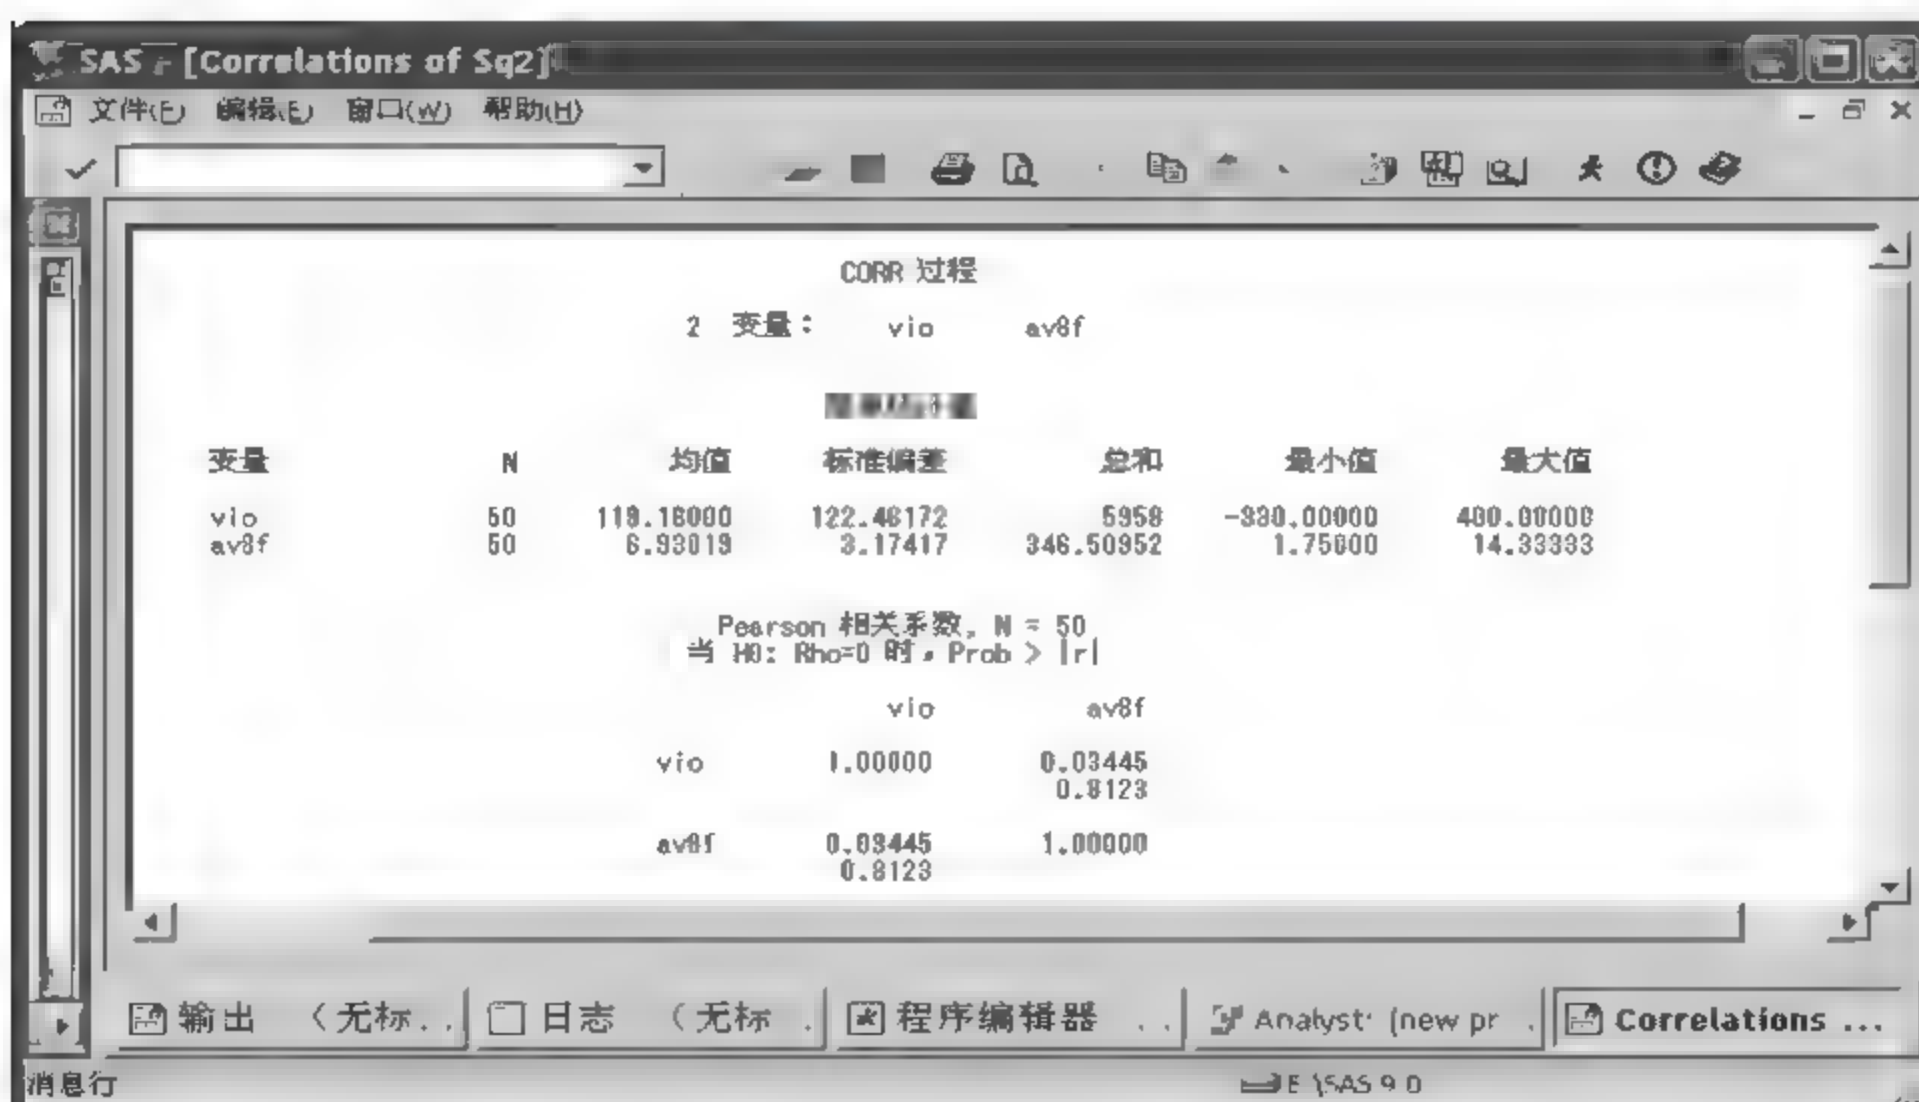 SAS - [Correlations of Sq2]
文件(F) 编辑(E) 窗口(W) 帮助(H)
CORR 过程
2 变量: vio av8f
变量 N 均值 标准偏差 总和 最小值 最大值
vio 50 119.16000 122.46172 5958 -330.00000 400.00000
av8f 50 6.93019 3.17417 346.50952 1.75000 14.33333
Pearson 相关系数, N = 50
当 H0: Rho=0 时, Prob > |r|
vio av8f
vio 1.00000 0.03445
0.8123
av8f 0.03445 1.00000
0.8123
输出 (无标.. 日志 (无标 . 程序编辑器 .. Analyst: (new pr . Correlations ...
消息行 E:\SAS 9.0